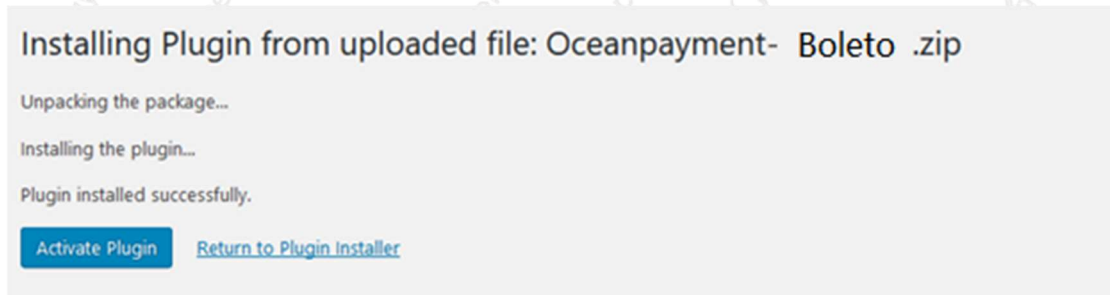 Installing Plugin from uploaded file: Oceanpayment- Boleto .zip
Unpacking the package...
Installing the plugin...
Plugin installed successfully.
Activate Plugin Return to Plugin Installer